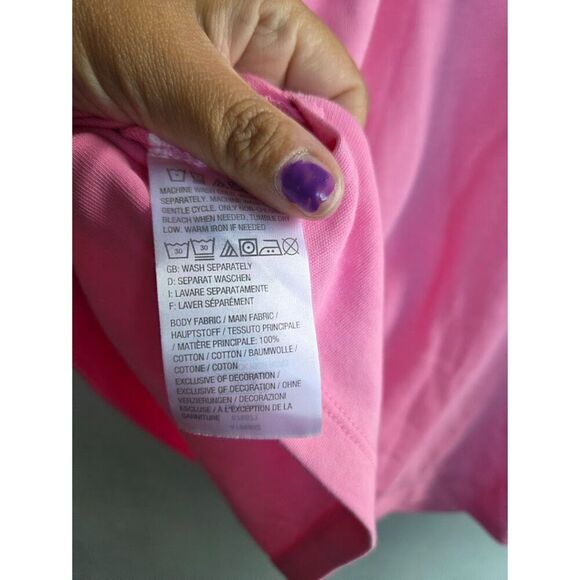 MACHINE WASH
SEPARATELY. MACHINE
GENTLE CYCLE. ONLY
BLEACH WHEN NEEDED. TUMBLE DRY
LOW. WARM IRON IF NEEDED
30 30
GB: WASH SEPARATELY
D: SEPARAT WASCHEN
I: LAVARE SEPARATAMENTE
F: LAVER SÉPARÉMENT
BODY FABRIC / MAIN FABRIC /
HAUPTSTOFF / TESSUTO PRINCIPALE
/ MATIÈRE PRINCIPALE: 100%
COTTON / COTTON / BAUMWOLLE /
COTONE / COTON
EXCLUSIVE OF DECORATION /
EXCLUSIVE OF DECORATION / OHNE
VERZIERUNGEN / DECORAZIONI
ESCLUSE / À L'EXCEPTION DE LA
GARNITURE